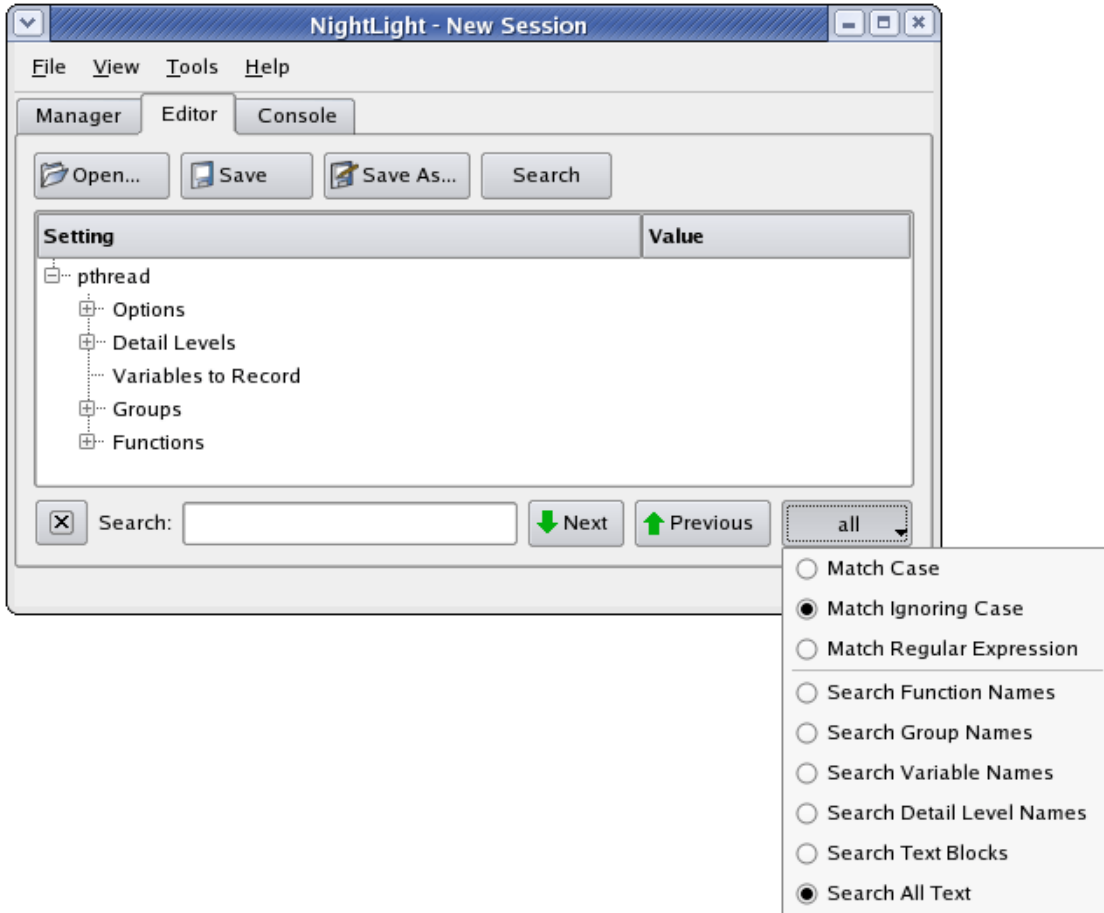 NightLight - New Session
File View Tools Help
Manager Editor Console
Open... Save Save As... Search
Setting Value
pthread
Options
Detail Levels
Variables to Record
Groups
Functions
Search: Next Previous all
Match Case
Match Ignoring Case
Match Regular Expression
Search Function Names
Search Group Names
Search Variable Names
Search Detail Level Names
Search Text Blocks
Search All Text